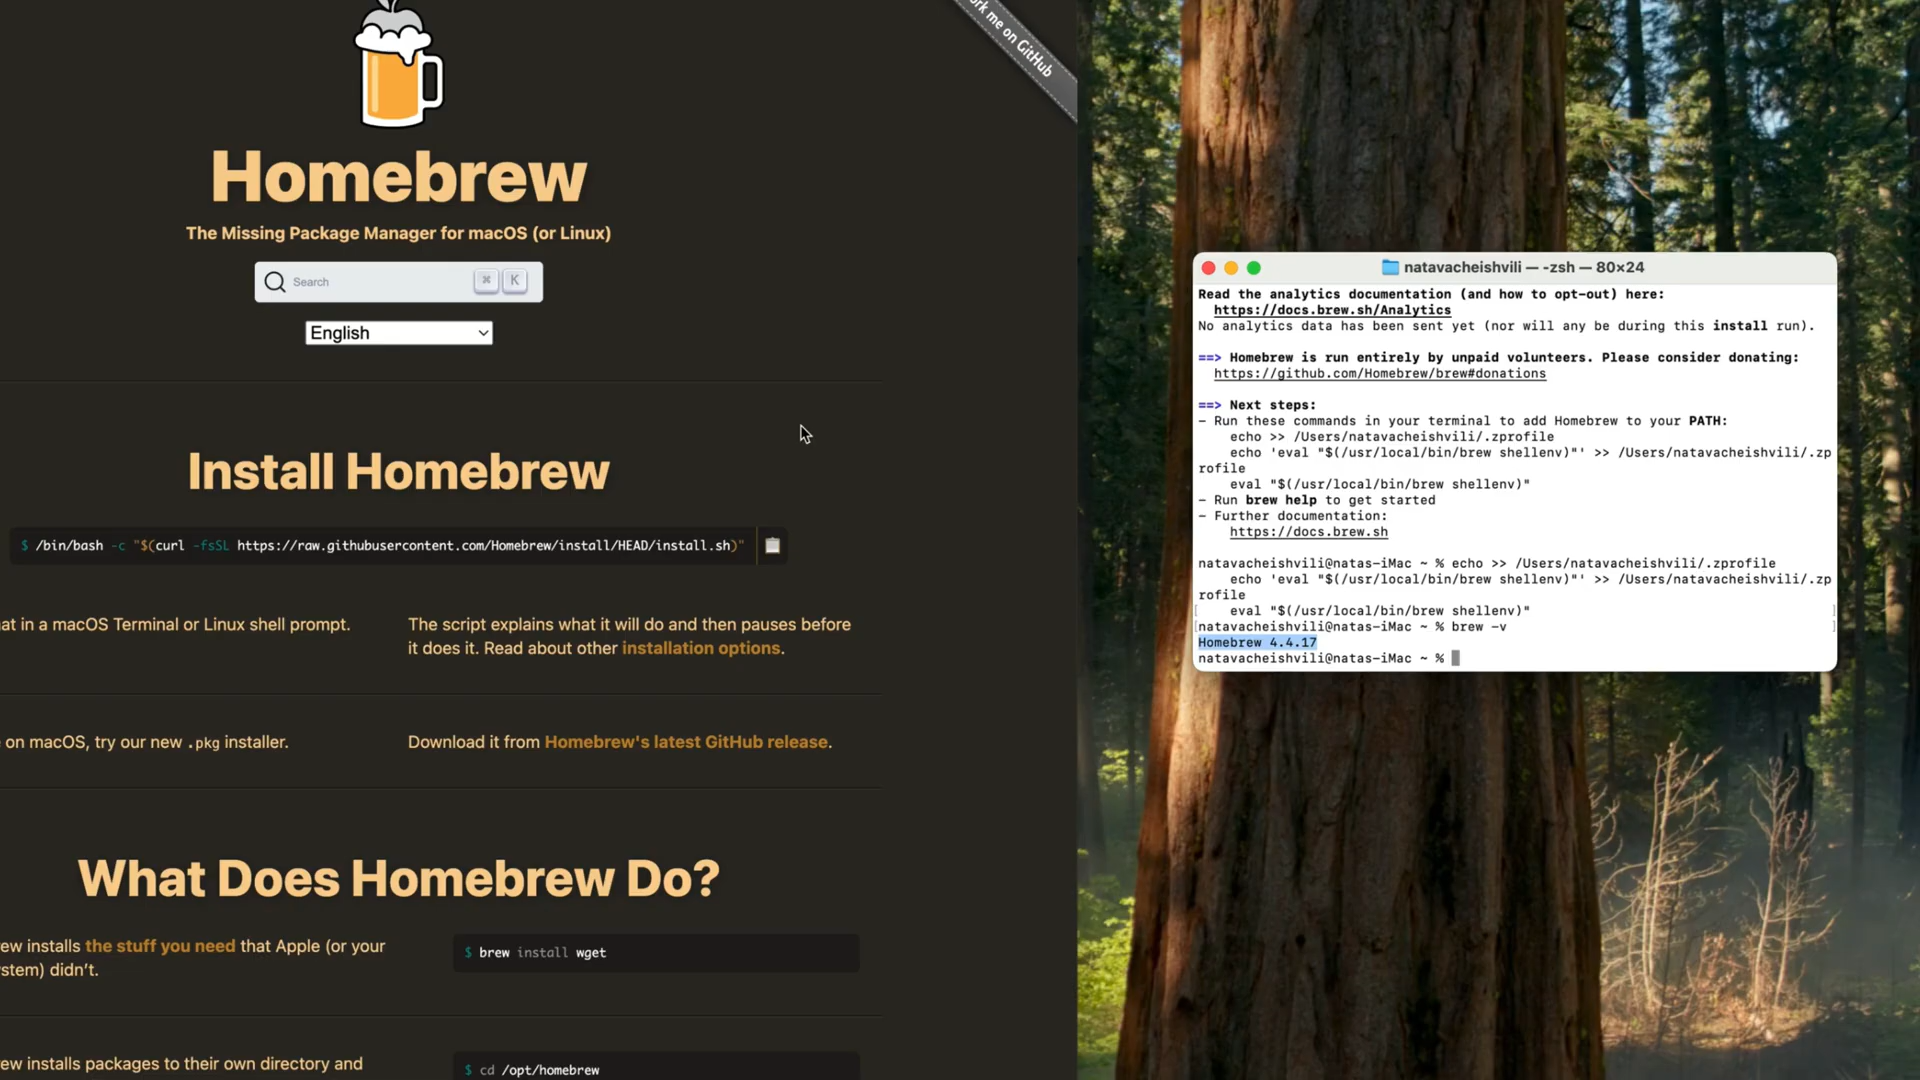 ork me on GitHub
Homebrew
The Missing Package Manager for macOS (or Linux)
Search ⌘ K
English
Install Homebrew
$ /bin/bash -c "$(curl -fsSL https://raw.githubusercontent.com/Homebrew/install/HEAD/install.sh)"
at in a macOS Terminal or Linux shell prompt.
The script explains what it will do and then pauses before
it does it. Read about other installation options.
on macOS, try our new .pkg installer.
Download it from Homebrew's latest GitHub release.
What Does Homebrew Do?
ew installs the stuff you need that Apple (or your
stem) didn’t.
$ brew install wget
ew installs packages to their own directory and
$ cd /opt/homebrew
natavacheishvili — -zsh — 80×24
Read the analytics documentation (and how to opt-out) here:
https://docs.brew.sh/Analytics
No analytics data has been sent yet (nor will any be during this install run).
==> Homebrew is run entirely by unpaid volunteers. Please consider donating:
https://github.com/Homebrew/brew#donations
==> Next steps:
- Run these commands in your terminal to add Homebrew to your PATH:
echo >> /Users/natavacheishvili/.zprofile
echo 'eval "$(/usr/local/bin/brew shellenv)"' >> /Users/natavacheishvili/.zp
rofile
eval "$(/usr/local/bin/brew shellenv)"
- Run brew help to get started
- Further documentation:
https://docs.brew.sh
natavacheishvili@natas-iMac ~ % echo >> /Users/natavacheishvili/.zprofile
echo 'eval "$(/usr/local/bin/brew shellenv)"' >> /Users/natavacheishvili/.zp
rofile
[ eval "$(/usr/local/bin/brew shellenv)" ]
[natavacheishvili@natas-iMac ~ % brew -v ]
Homebrew 4.4.17
natavacheishvili@natas-iMac ~ %